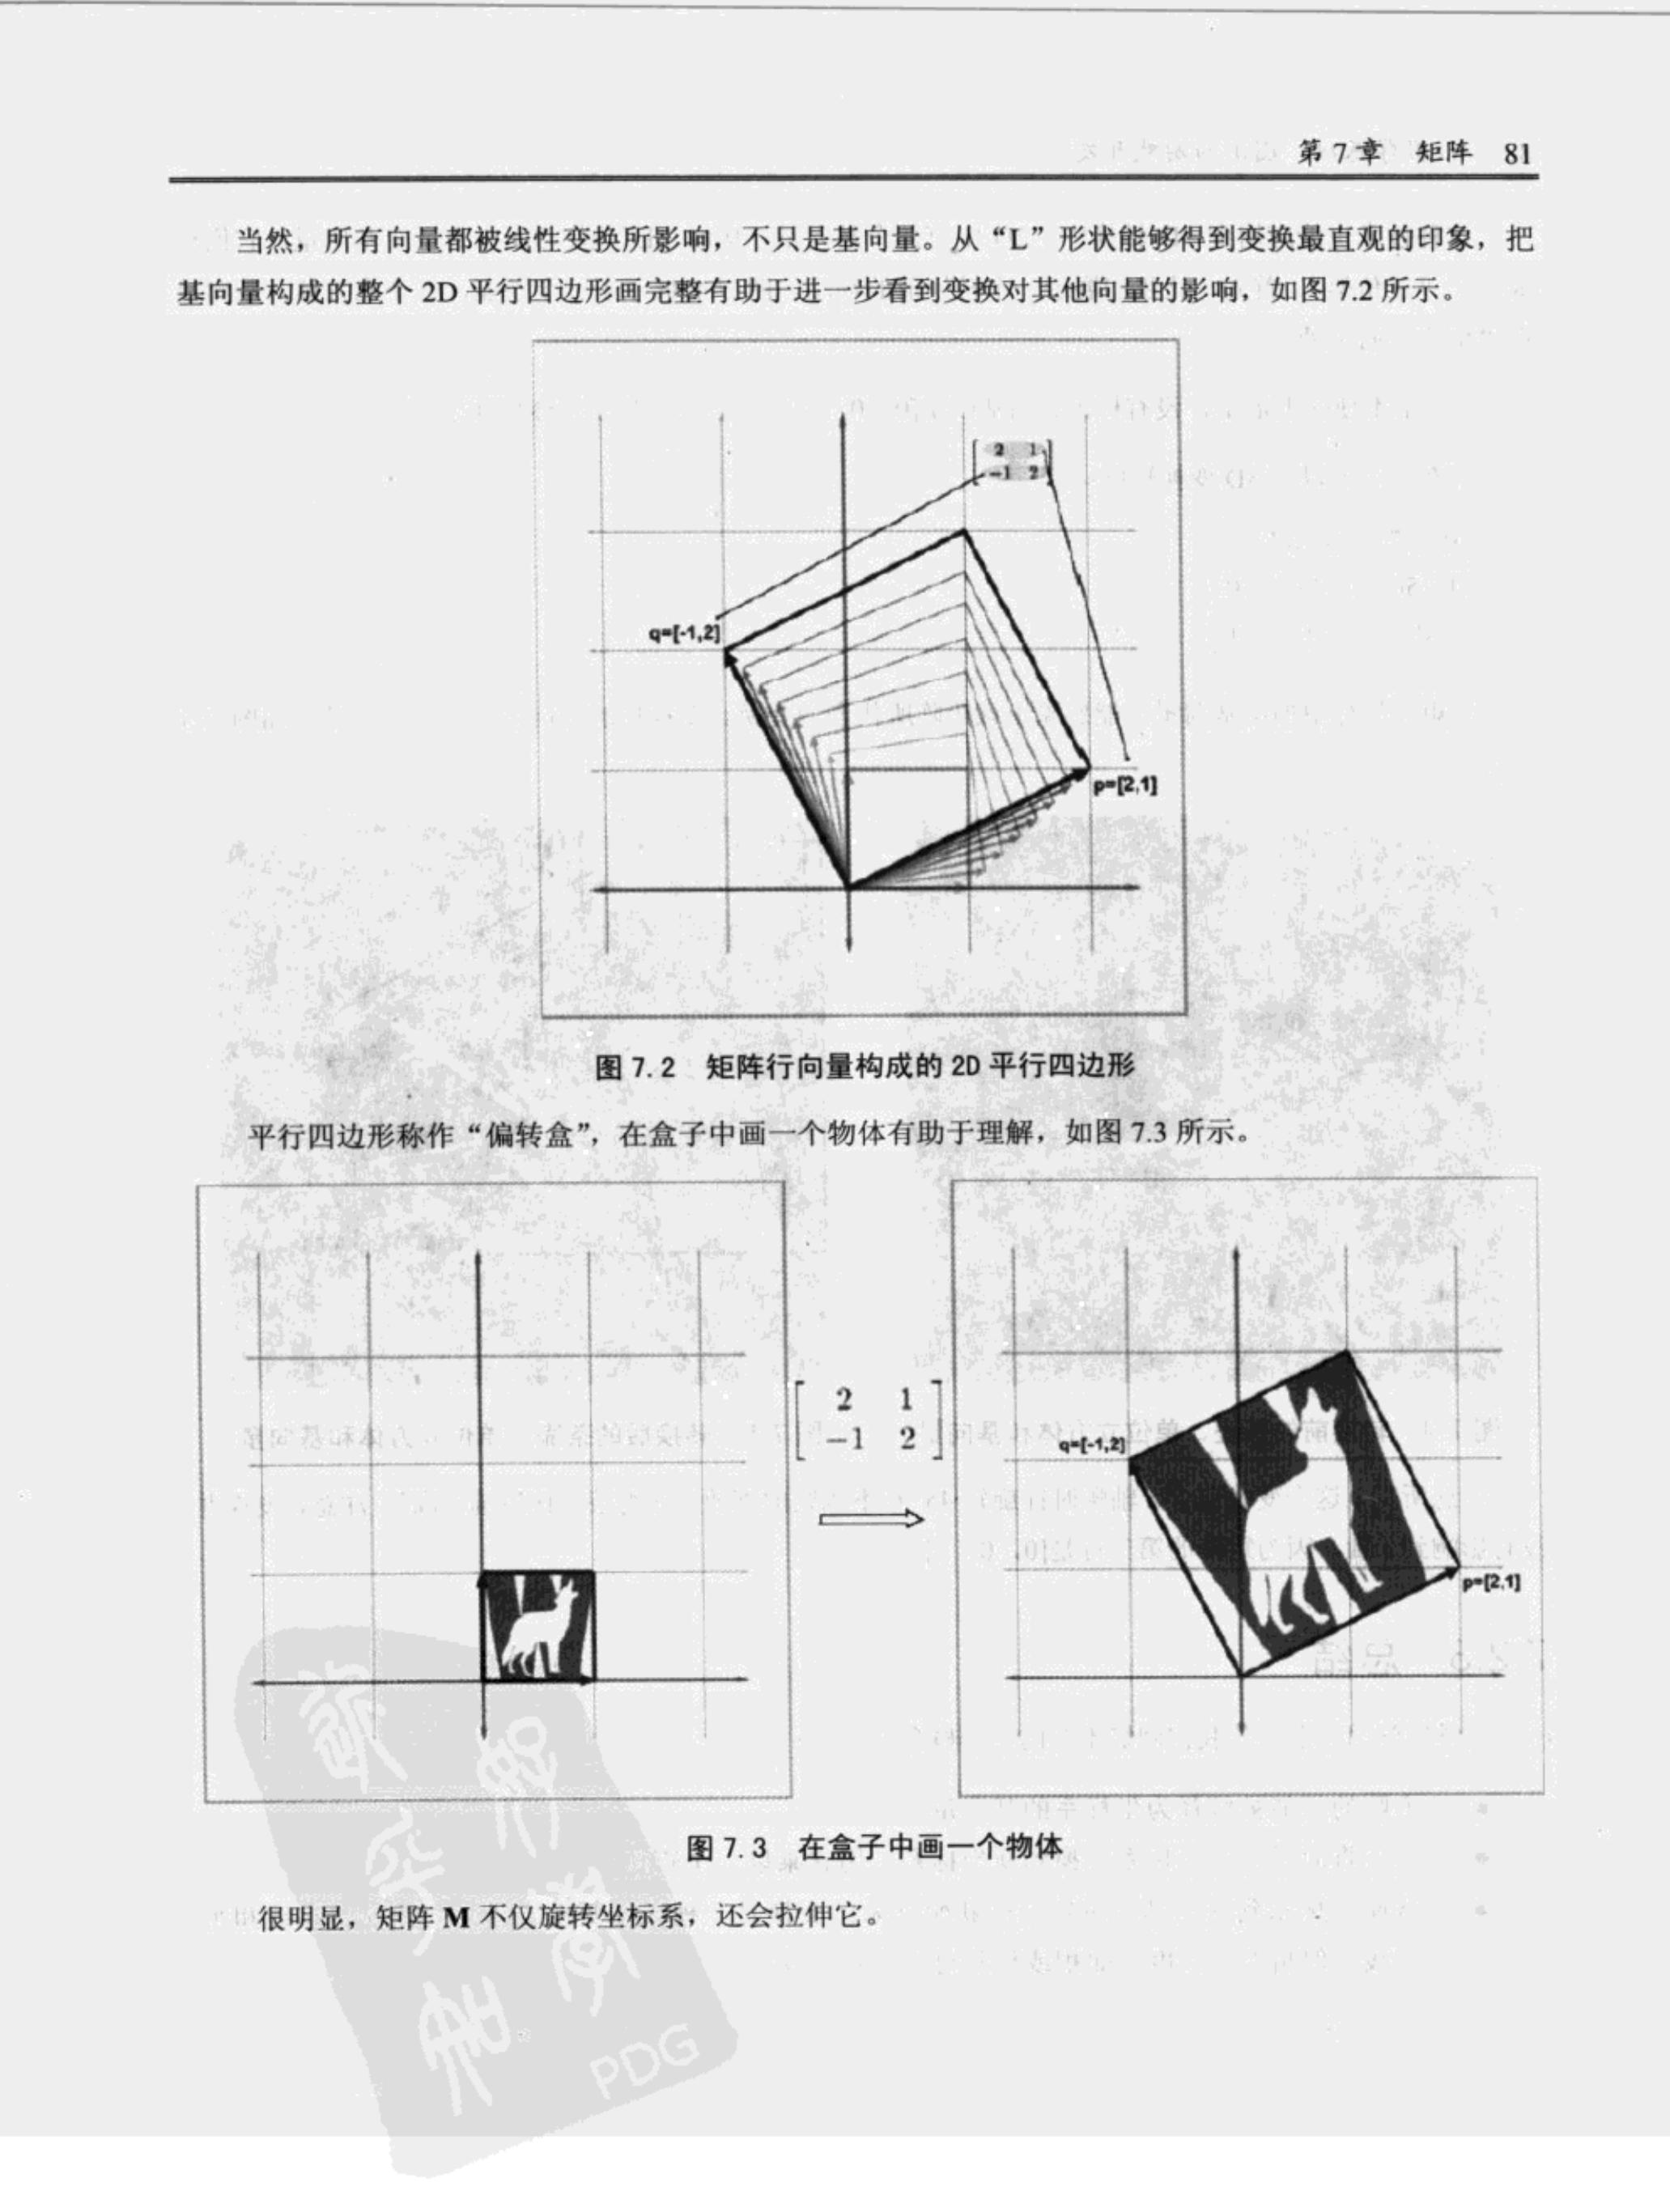 第 7 章 矩阵 81
当然，所有向量都被线性变换所影响，不只是基向量。从“L”形状能够得到变换最直观的印象，把
基向量构成的整个 2D 平行四边形画完整有助于进一步看到变换对其他向量的影响，如图 7.2 所示。
2 1
-1 2
q=[-1,2]
p=[2,1]
图 7.2 矩阵行向量构成的 2D 平行四边形
平行四边形称作“偏转盒”，在盒子中画一个物体有助于理解，如图 7.3 所示。
2 1
-1 2
q=[-1,2]
p=[2,1]
图 7.3 在盒子中画一个物体
很明显，矩阵 M 不仅旋转坐标系，还会拉伸它。
PDG